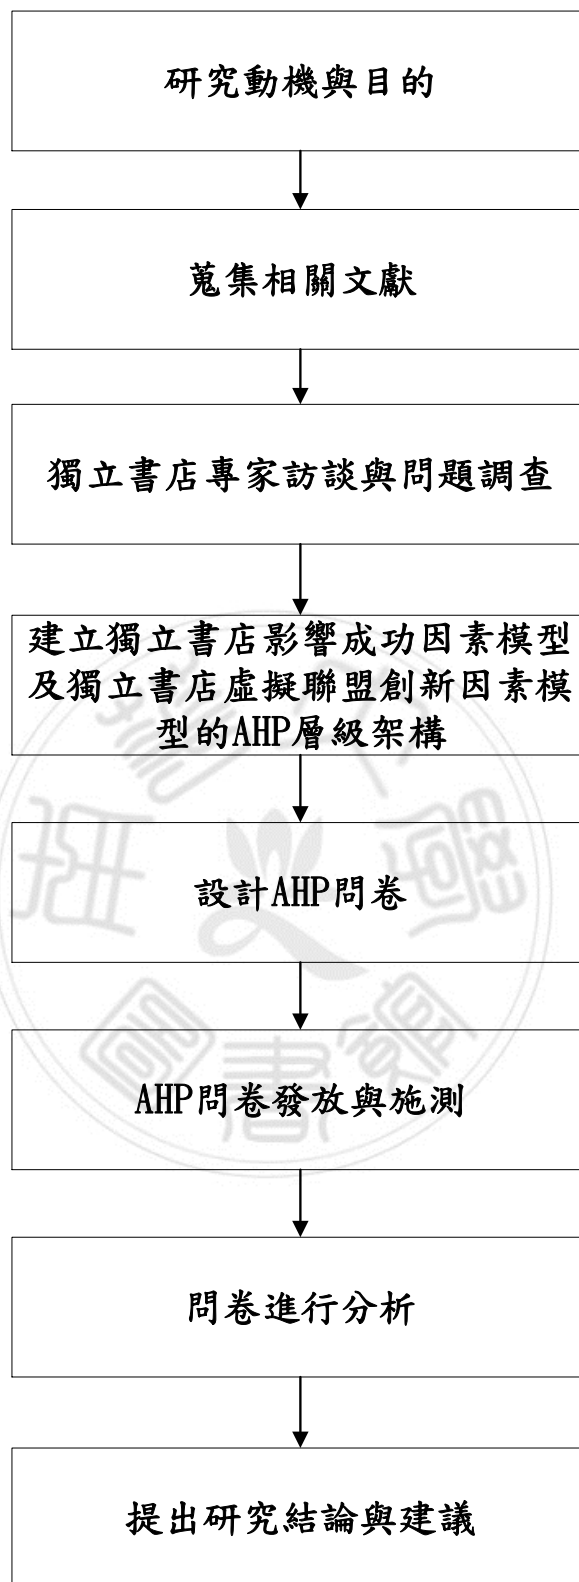 研究動機與目的
蒐集相關文獻
獨立書店專家訪談與問題調查
建立獨立書店影響成功因素模型
及獨立書店虛擬聯盟創新因素模
型的AHP層級架構
設計AHP問卷
AHP問卷發放與施測
問卷進行分析
提出研究結論與建議